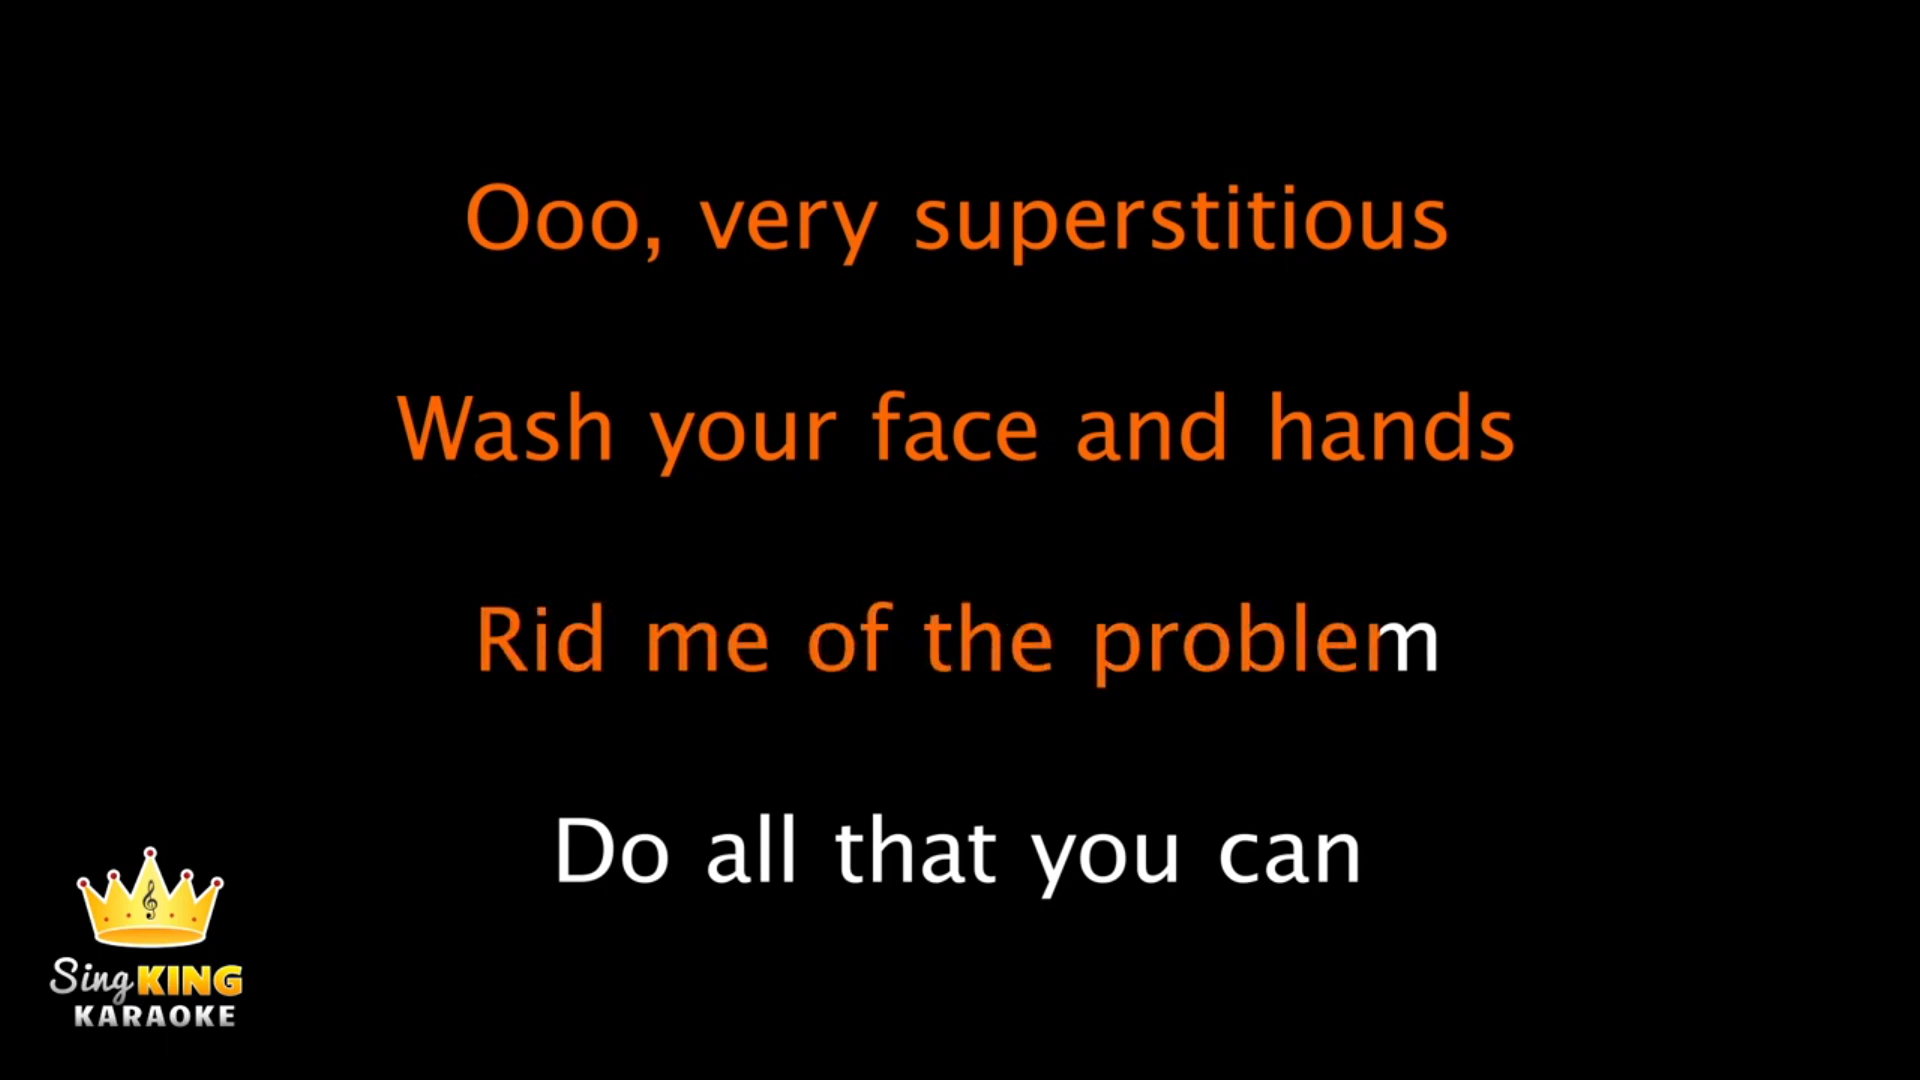 Ooo, very superstitious
Wash your face and hands
Rid me of the problem
Do all that you can
Sing KING
KARAOKE